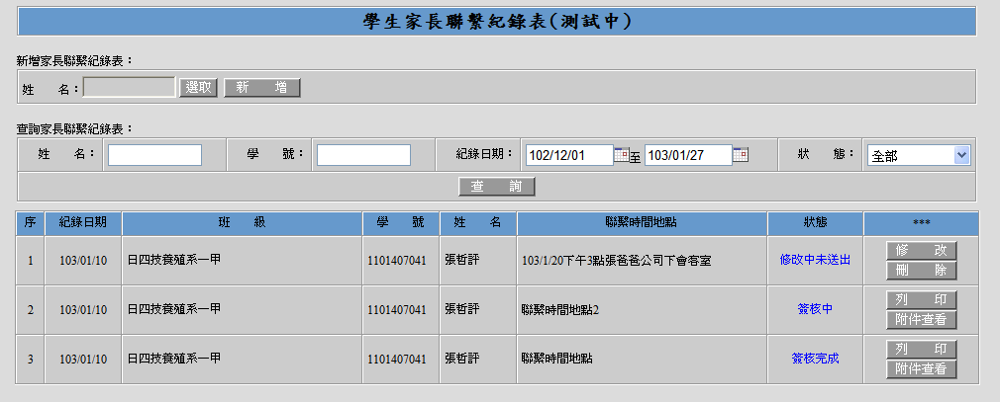 學生家長聯繫紀錄表(測試中)
新增家長聯繫紀錄表：
姓　　名： 選取 新　　增
查詢家長聯繫紀錄表：
姓　　名： 學　　號： 紀錄日期： 102/12/01 至 103/01/27 狀　　態： 全部
查　　詢
序 紀錄日期 班　　級 學　　號 姓　　名 聯繫時間地點 狀態 ***
1 103/01/10 日四技養殖系一甲 1101407041 張哲評 103/1/20下午3點張爸爸公司下會客室 修改中未送出 修　　改
刪　　除
2 103/01/10 日四技養殖系一甲 1101407041 張哲評 聯繫時間地點2 簽核中 列　　印
附件查看
3 103/01/10 日四技養殖系一甲 1101407041 張哲評 聯繫時間地點 簽核完成 列　　印
附件查看